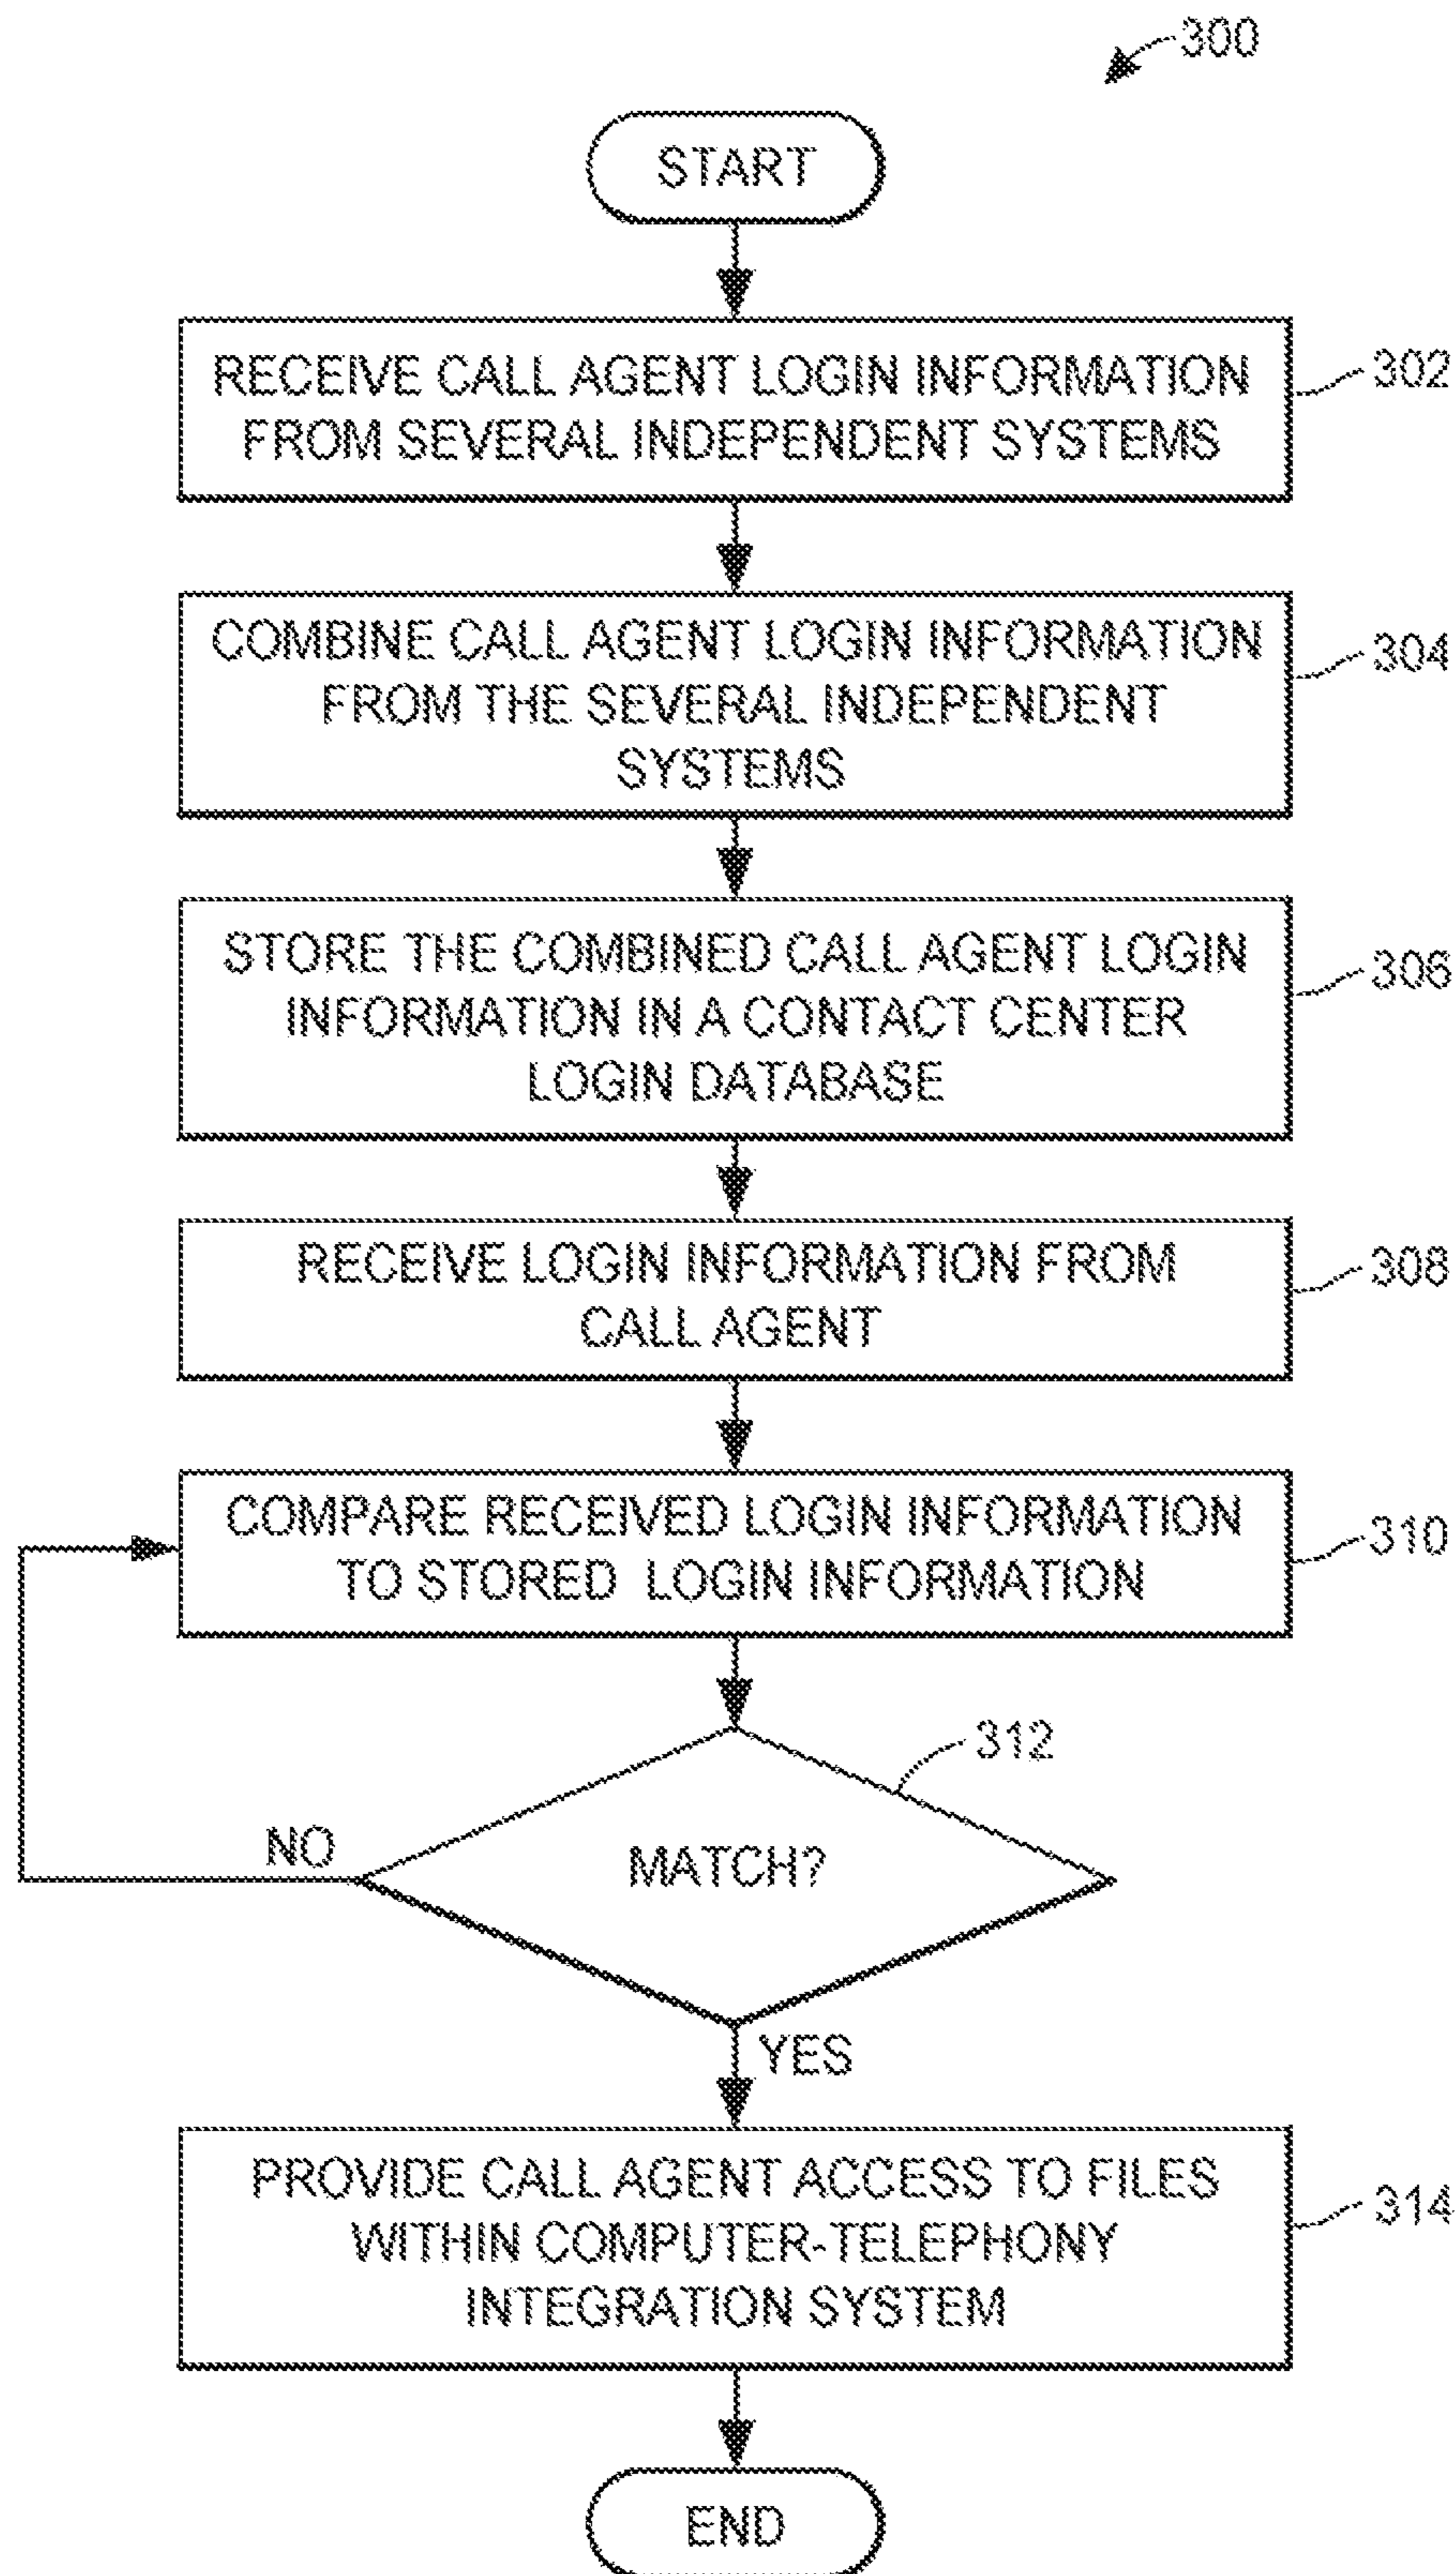 300
START
RECEIVE CALL AGENT LOGIN INFORMATION
FROM SEVERAL INDEPENDENT SYSTEMS
302
COMBINE CALL AGENT LOGIN INFORMATION
FROM THE SEVERAL INDEPENDENT
SYSTEMS
304
STORE THE COMBINED CALL AGENT LOGIN
INFORMATION IN A CONTACT CENTER
LOGIN DATABASE
306
RECEIVE LOGIN INFORMATION FROM
CALL AGENT
308
COMPARE RECEIVED LOGIN INFORMATION
TO STORED LOGIN INFORMATION
310
312
NO
MATCH?
YES
PROVIDE CALL AGENT ACCESS TO FILES
WITHIN COMPUTER-TELEPHONY
INTEGRATION SYSTEM
314
END